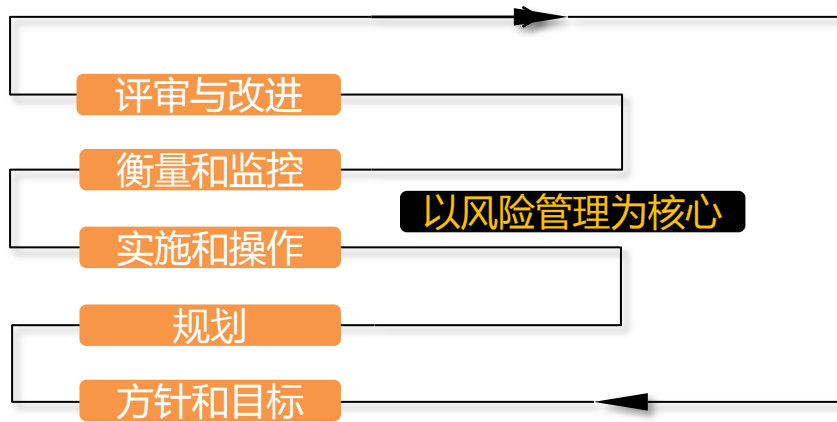 评审与改进
衡量和监控
以风险管理为核心
实施和操作
规划
方针和目标